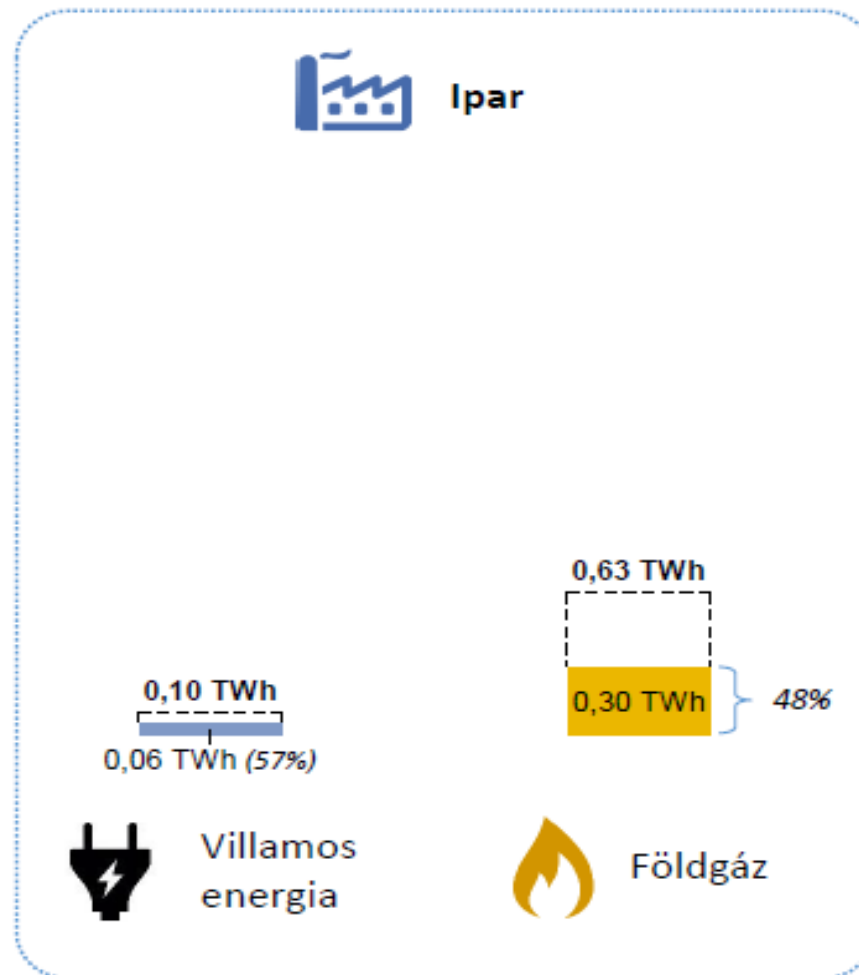 Ipar
0,63 TWh
0,30 TWh
48%
0,10 TWh
0,06 TWh (57%)
Villamos
energia
Földgáz